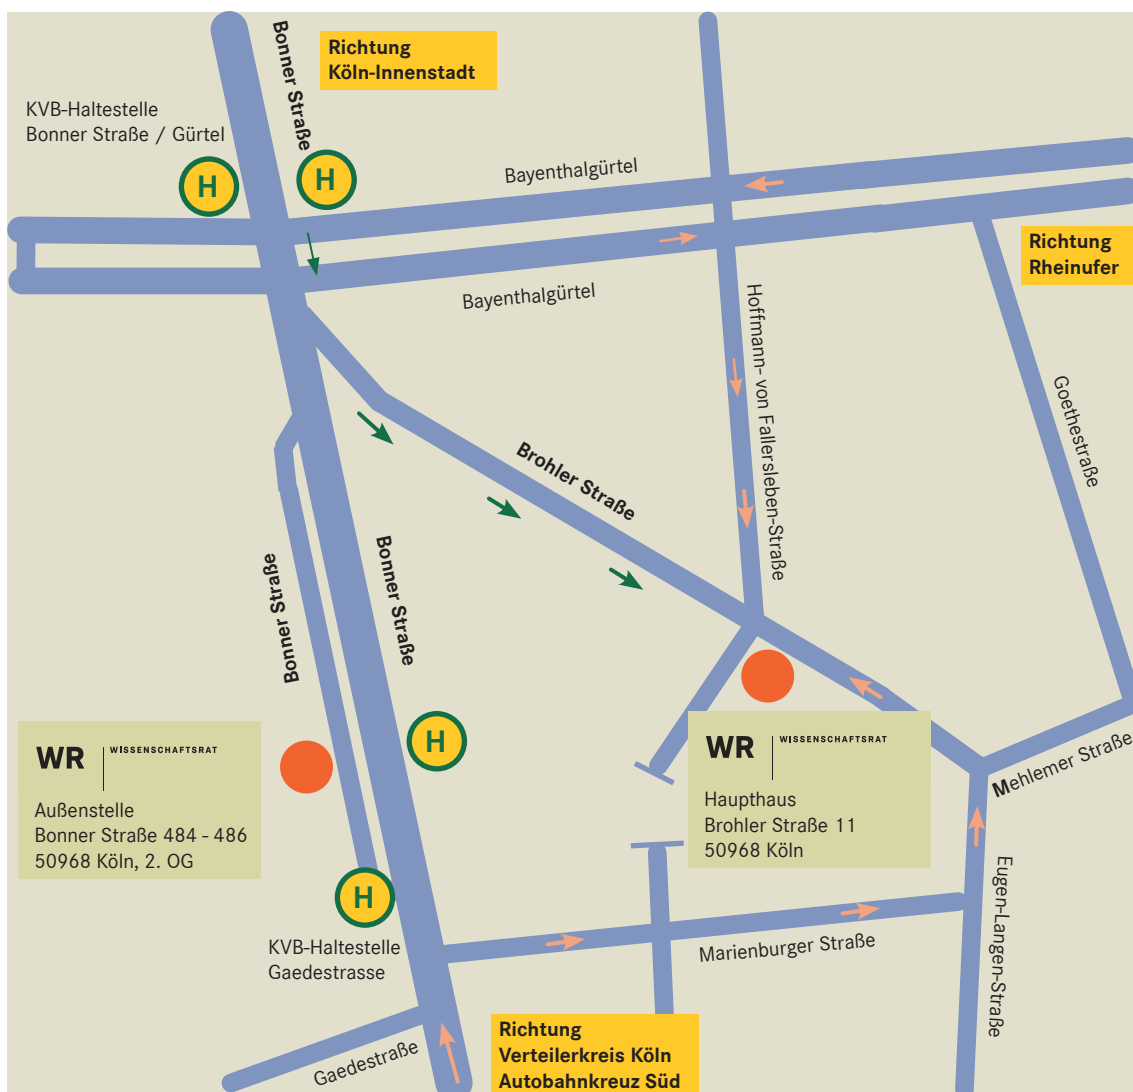 Bonner Straße
Richtung
Köln-Innenstadt
KVB-Haltestelle
Bonner Straße / Gürtel
H
H
Bayenthalgürtel
Richtung
Rheinufer
Bayenthalgürtel
Hoffmann- von Fallersleben-Straße
Goethestraße
Brohler Straße
Bonner Straße
Bonner Straße
WR WISSENSCHAFTSRAT
Außenstelle
Bonner Straße 484 - 486
50968 Köln, 2. OG
H
WR WISSENSCHAFTSRAT
Haupthaus
Brohler Straße 11
50968 Köln
Mehlemer Straße
H
KVB-Haltestelle
Gaedestrasse
Marienburger Straße
Eugen-Langen-Straße
Gaedestraße
Richtung
Verteilerkreis Köln
Autobahnkreuz Süd